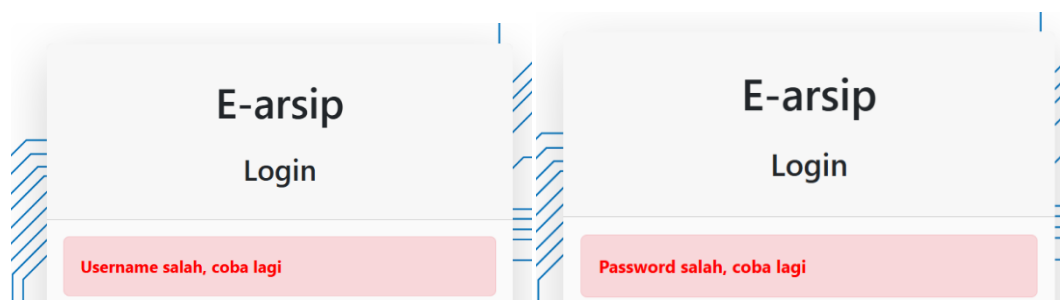 E-arsip
Login
Username salah, coba lagi
E-arsip
Login
Password salah, coba lagi